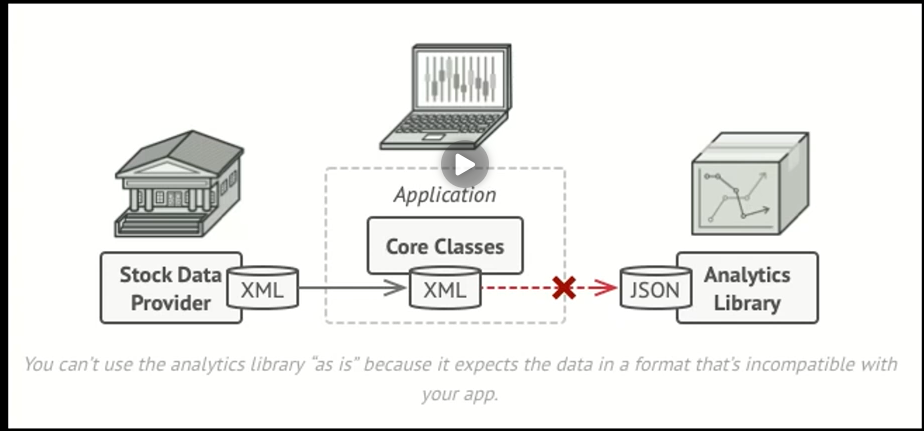 Application
Core Classes
Stock Data
Provider
XML
XML
JSON
Analytics
Library
You can't use the analytics library “as is” because it expects the data in a format that's incompatible with
your app.